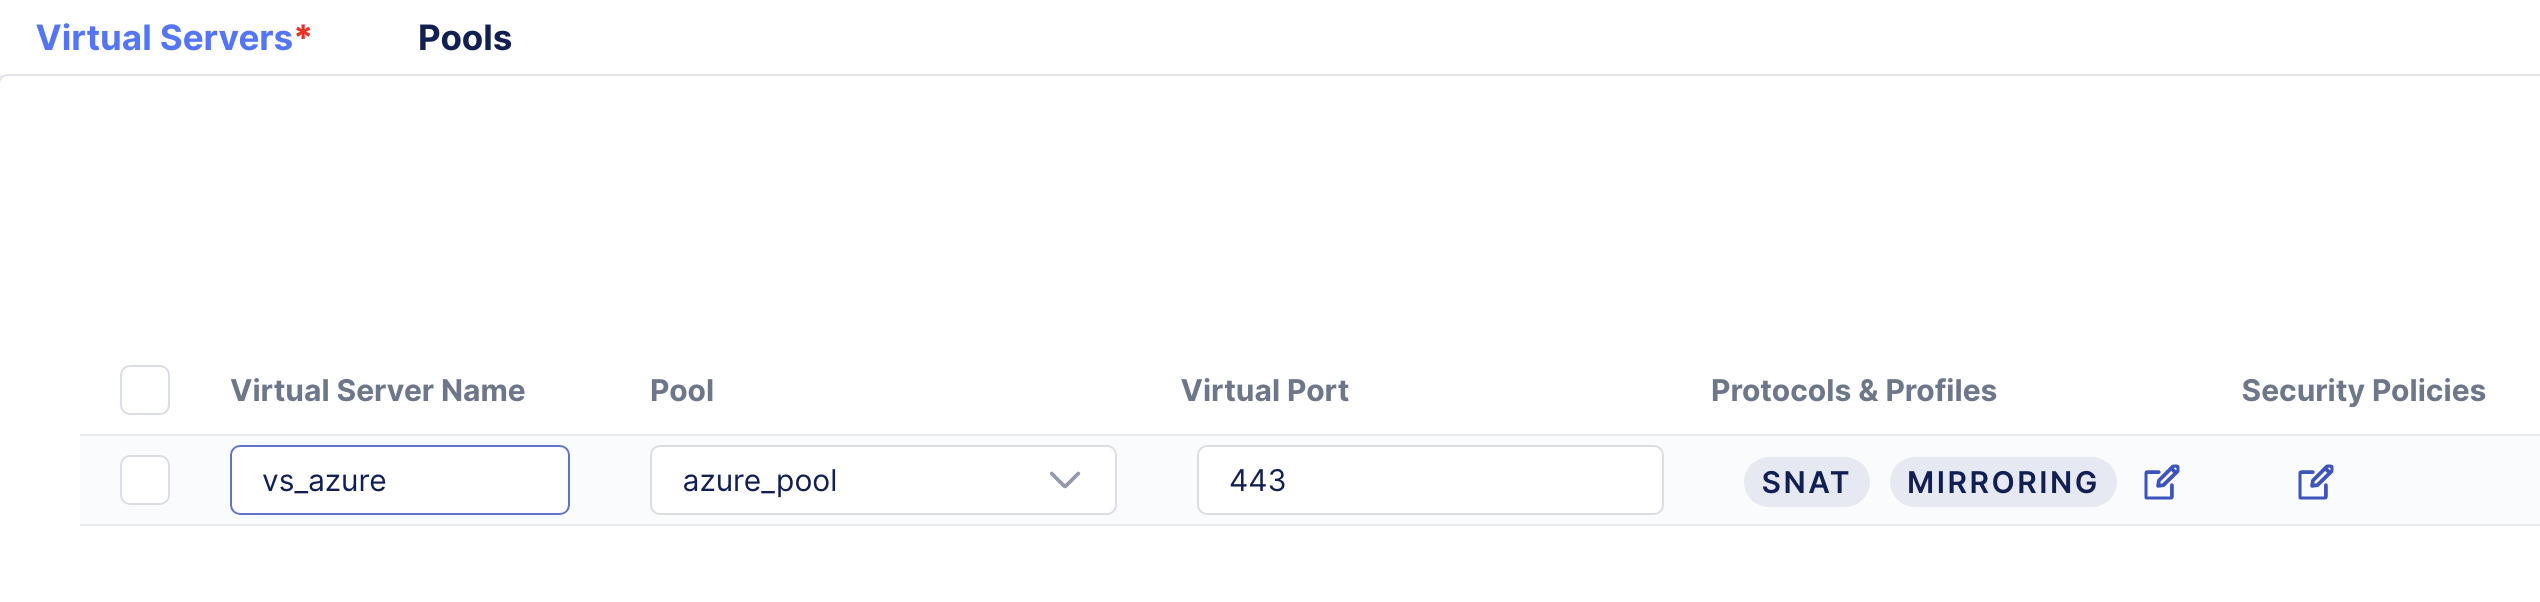 Virtual Servers* Pools
Virtual Server Name Pool Virtual Port Protocols & Profiles Security Policies
vs_azure azure_pool 443 SNAT MIRRORING